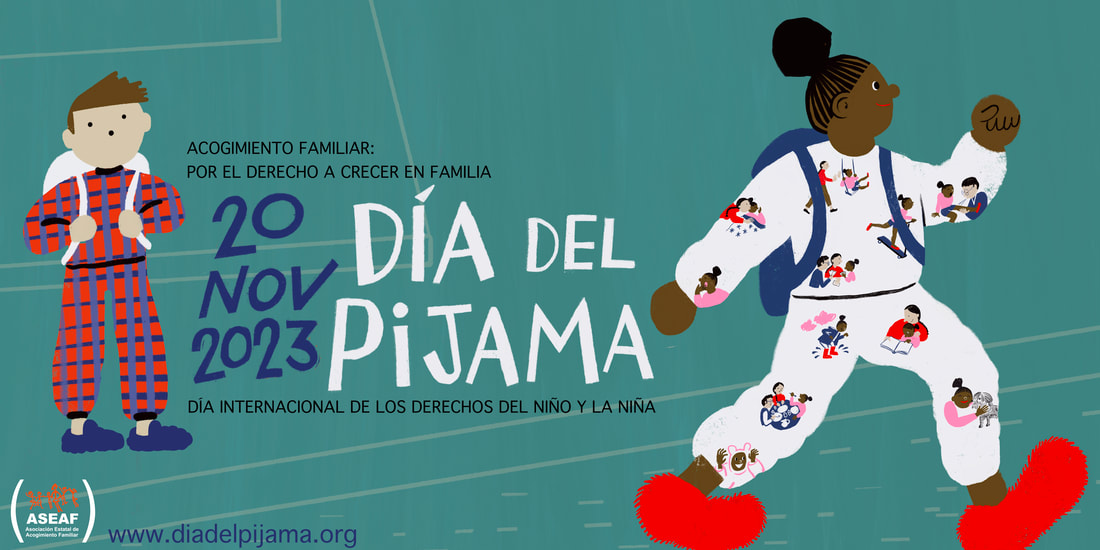 ACOGIMIENTO FAMILIAR:
POR EL DERECHO A CRECER EN FAMILIA
20
NOV
2023
DÍA DEL
PiJAMA
DÍA INTERNACIONAL DE LOS DERECHOS DEL NIÑO Y LA NIÑA
ASEAF
Asociación Estatal de
Acogimiento Familiar
www.diadelpijama.org